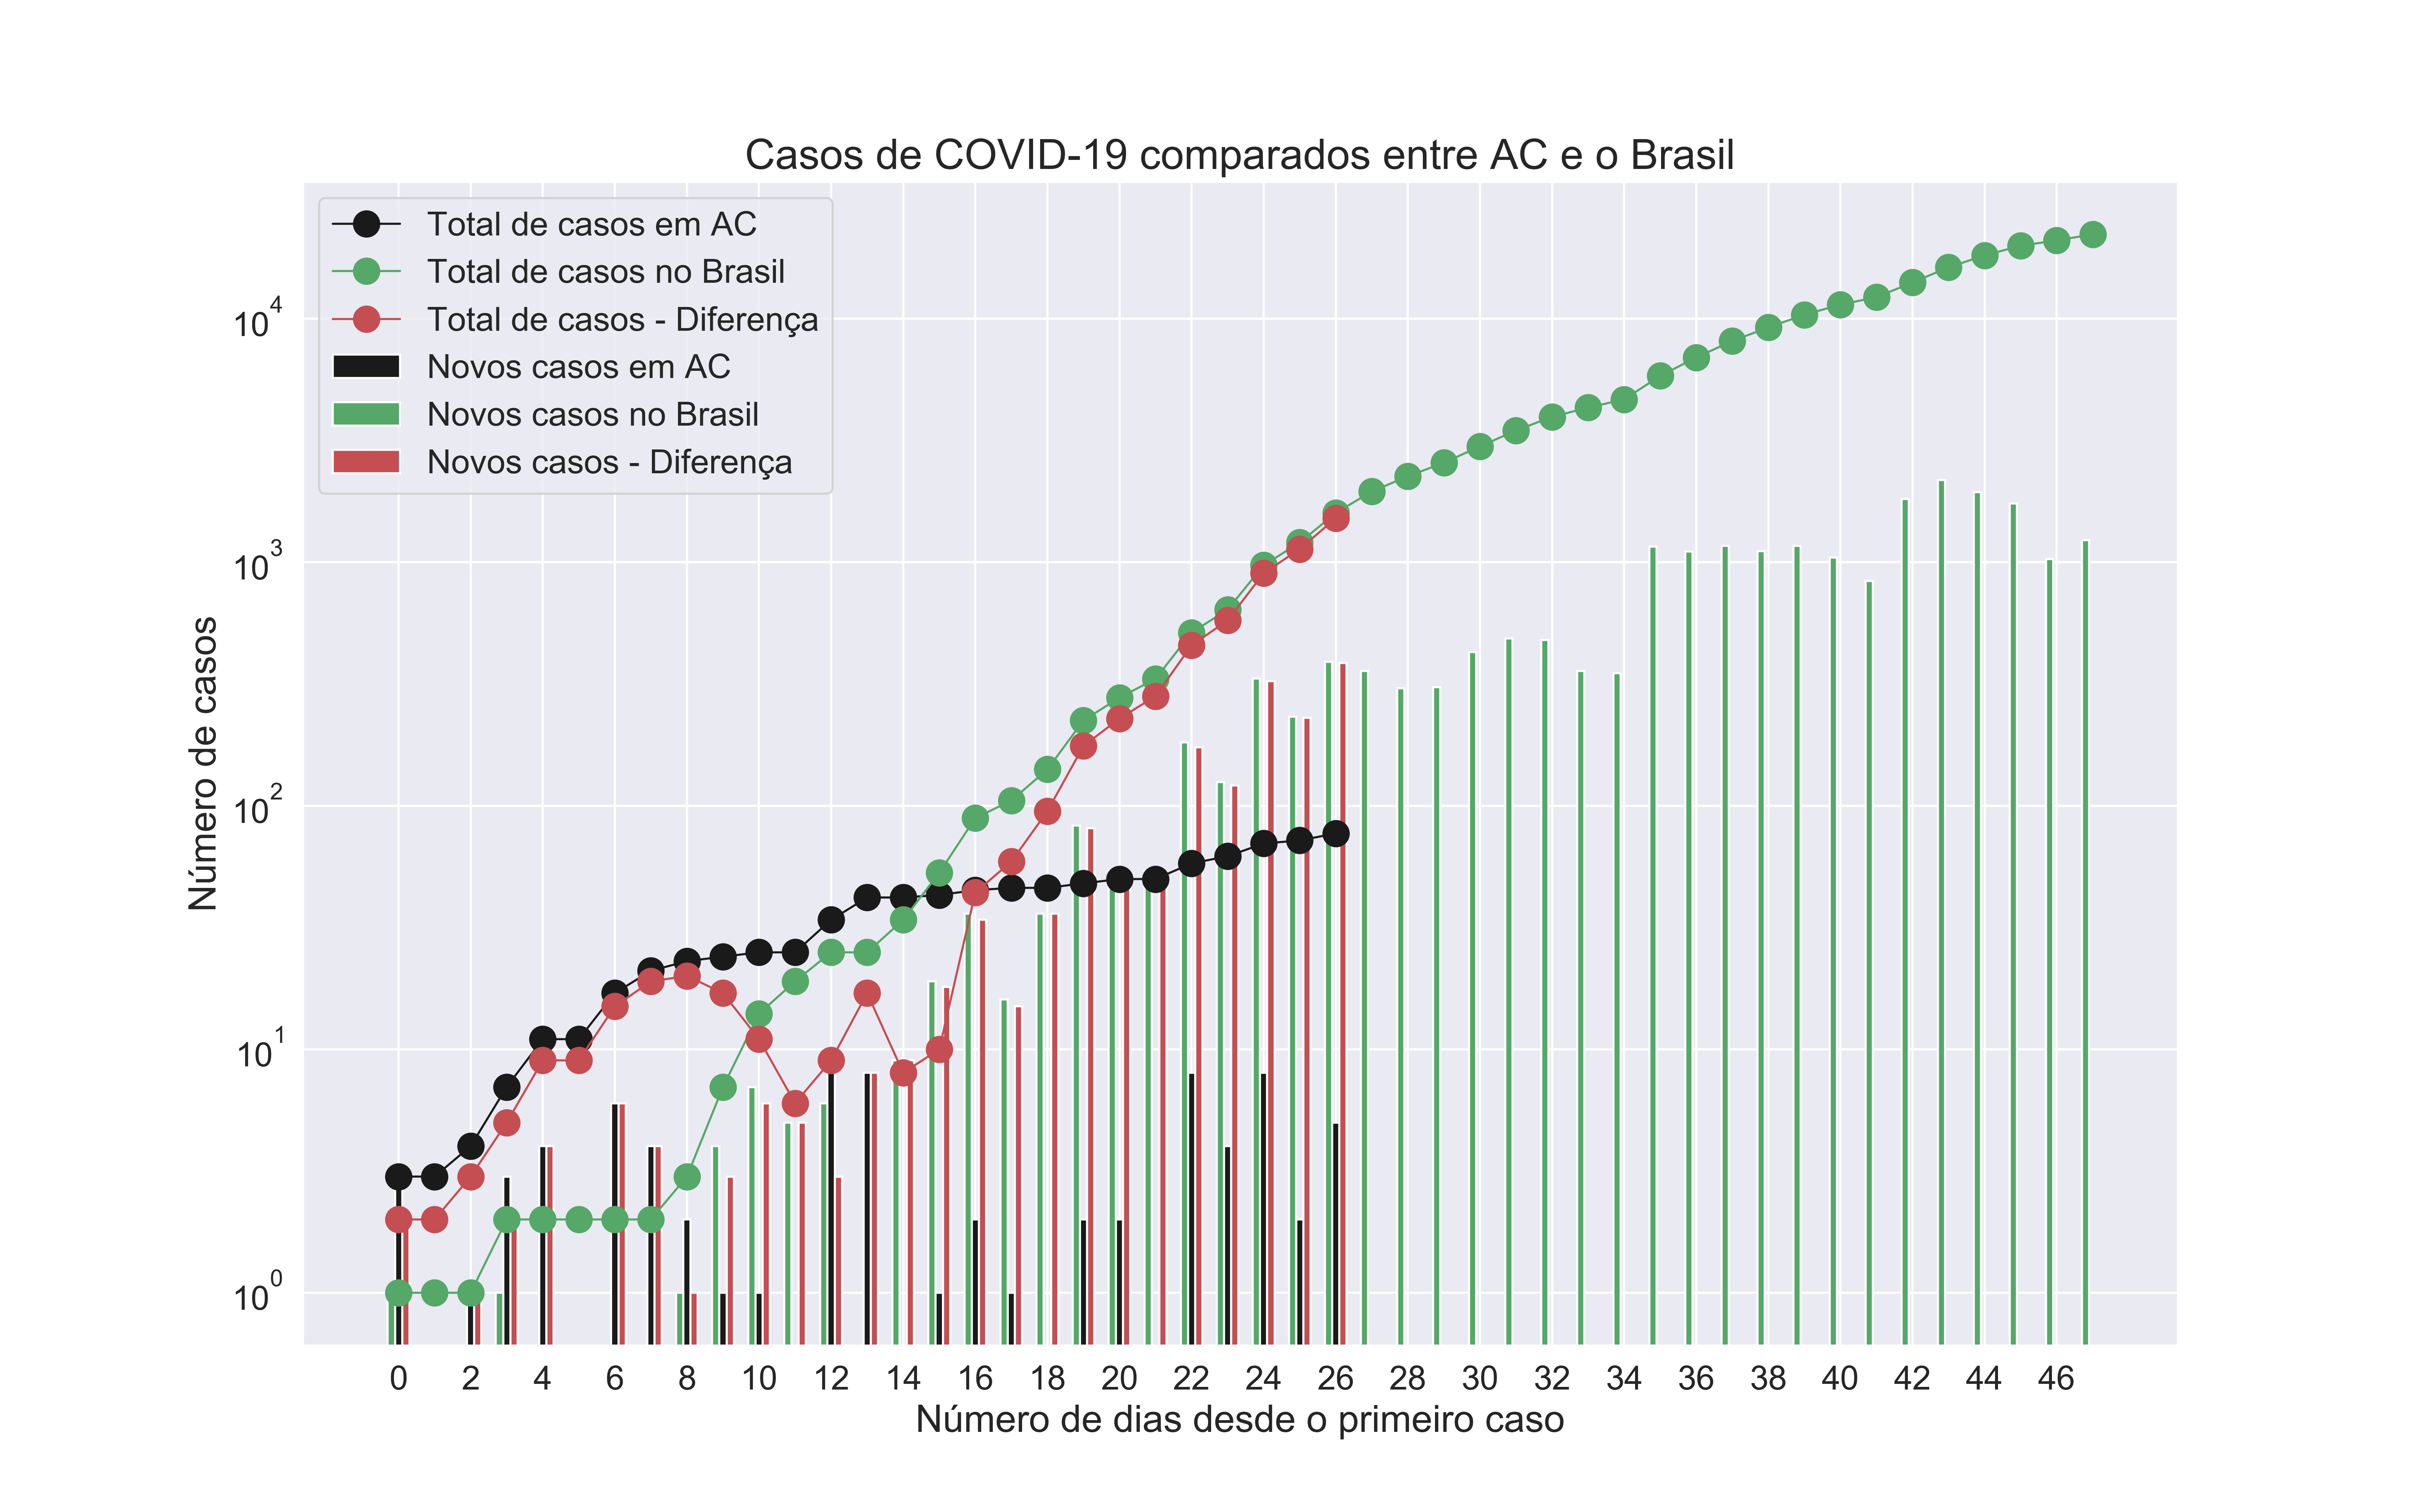 Casos de COVID-19 comparados entre AC e o Brasil
Total de casos em AC
Total de casos no Brasil
Total de casos - Diferença
Novos casos em AC
Novos casos no Brasil
Novos casos - Diferença
Número de casos
10^4
10^3
10^2
10^1
10^0
0 2 4 6 8 10 12 14 16 18 20 22 24 26 28 30 32 34 36 38 40 42 44 46
Número de dias desde o primeiro caso